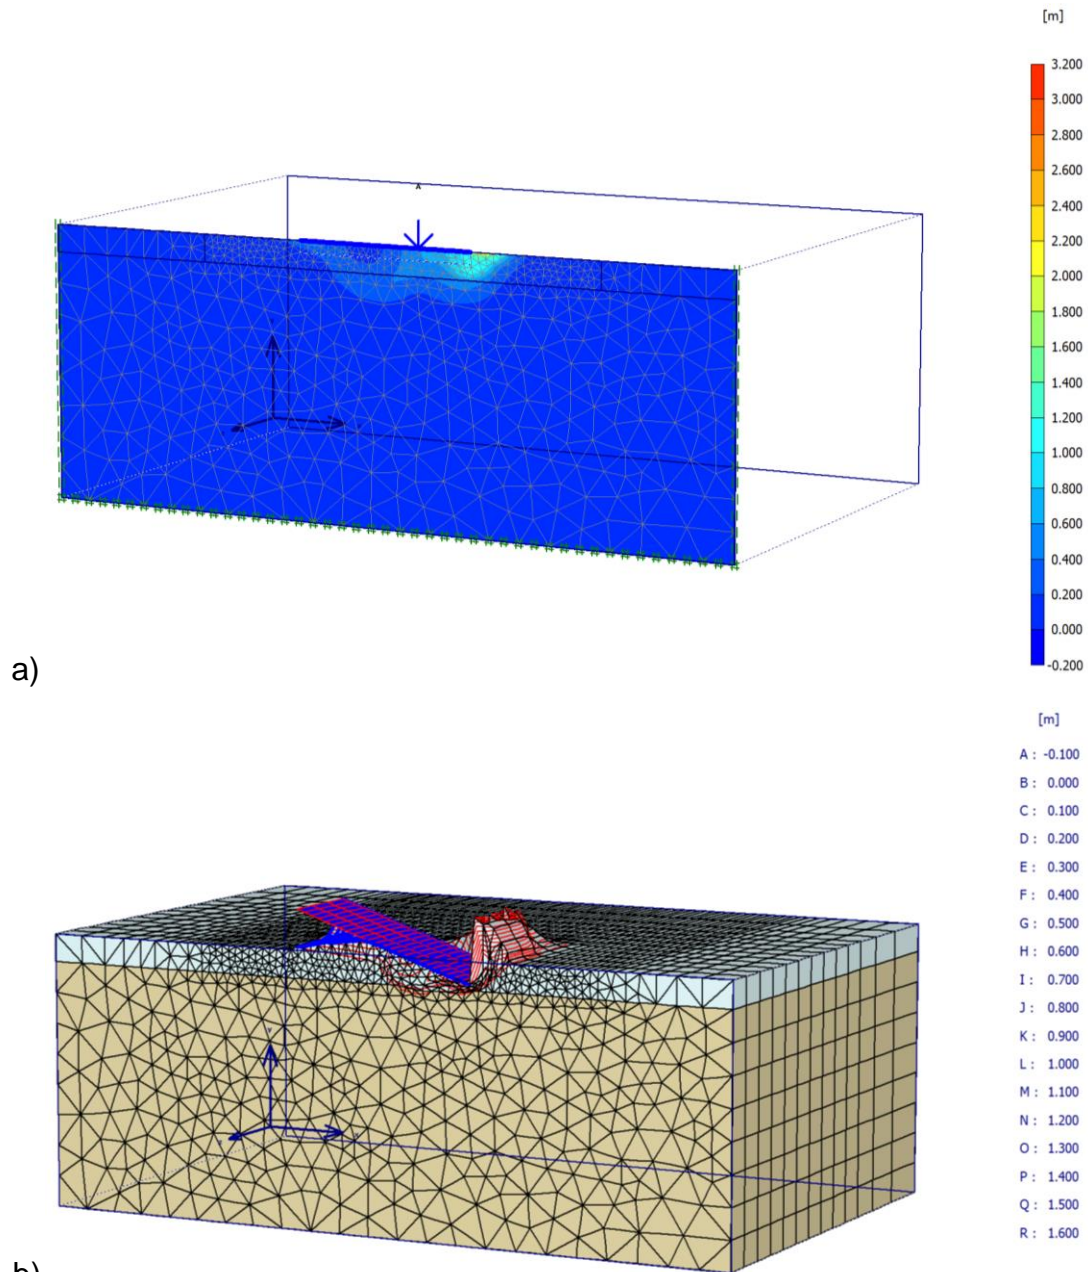 [m]
3.200
3.000
2.800
2.600
2.400
2.200
2.000
1.800
1.600
1.400
1.200
1.000
0.800
0.600
0.400
0.200
0.000
-0.200
A
a)
[m]
A : -0.100
B : 0.000
C : 0.100
D : 0.200
E : 0.300
F : 0.400
G : 0.500
H : 0.600
I : 0.700
J : 0.800
K : 0.900
L : 1.000
M : 1.100
N : 1.200
O : 1.300
P : 1.400
Q : 1.500
R : 1.600
b)